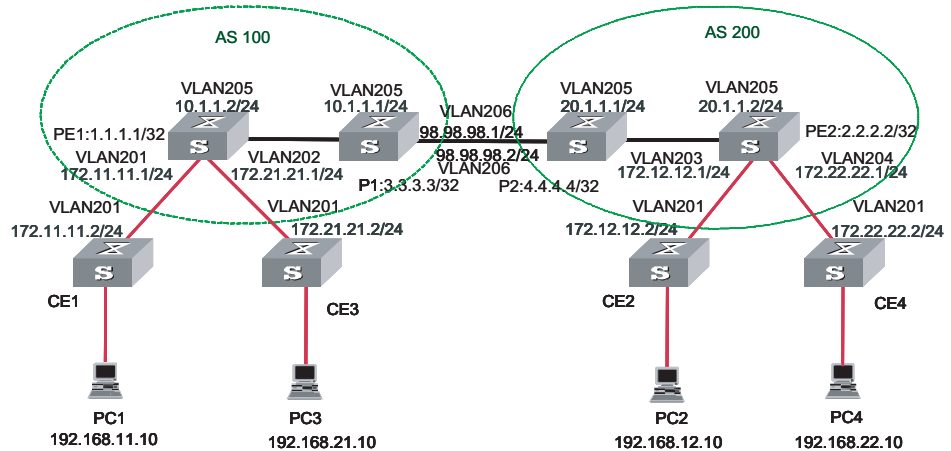 AS 100
AS 200
VLAN205
10.1.1.2/24
VLAN205
10.1.1.1/24
VLAN206
98.98.98.1/24
98.98.98.2/24
VLAN206
VLAN205
20.1.1.1/24
VLAN205
20.1.1.2/24
PE1:1.1.1.1/32
VLAN201
172.11.11.1/24
VLAN202
172.21.21.1/24
P1:3.3.3.3/32
P2:4.4.4.4/32
VLAN203
172.12.12.1/24
PE2:2.2.2.2/32
VLAN204
172.22.22.1/24
S
S
S
S
VLAN201
172.11.11.2/24
VLAN201
172.21.21.2/24
VLAN201
172.12.12.2/24
VLAN201
172.22.22.2/24
S
S
S
S
CE1
CE3
CE2
CE4
PC1
192.168.11.10
PC3
192.168.21.10
PC2
192.168.12.10
PC4
192.168.22.10